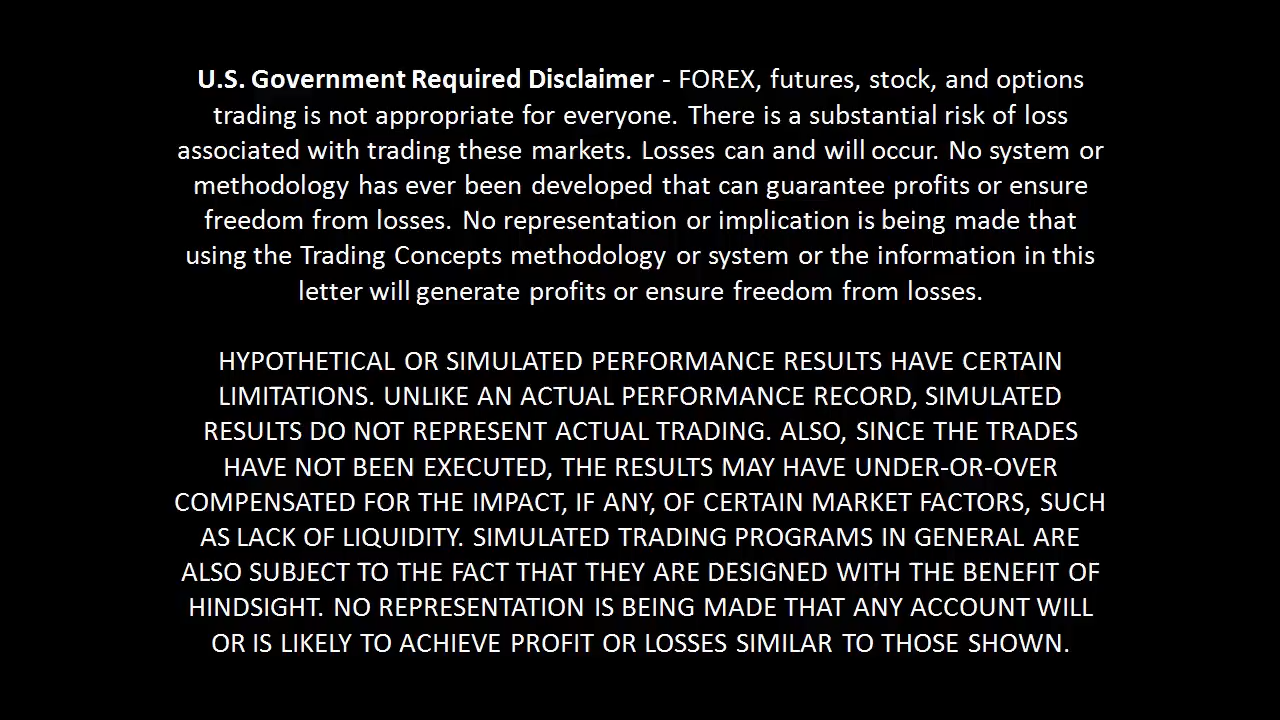 U.S. Government Required Disclaimer - FOREX, futures, stock, and options
trading is not appropriate for everyone. There is a substantial risk of loss
associated with trading these markets. Losses can and will occur. No system or
methodology has ever been developed that can guarantee profits or ensure
freedom from losses. No representation or implication is being made that
using the Trading Concepts methodology or system or the information in this
letter will generate profits or ensure freedom from losses.
HYPOTHETICAL OR SIMULATED PERFORMANCE RESULTS HAVE CERTAIN
LIMITATIONS. UNLIKE AN ACTUAL PERFORMANCE RECORD, SIMULATED
RESULTS DO NOT REPRESENT ACTUAL TRADING. ALSO, SINCE THE TRADES
HAVE NOT BEEN EXECUTED, THE RESULTS MAY HAVE UNDER-OR-OVER
COMPENSATED FOR THE IMPACT, IF ANY, OF CERTAIN MARKET FACTORS, SUCH
AS LACK OF LIQUIDITY. SIMULATED TRADING PROGRAMS IN GENERAL ARE
ALSO SUBJECT TO THE FACT THAT THEY ARE DESIGNED WITH THE BENEFIT OF
HINDSIGHT. NO REPRESENTATION IS BEING MADE THAT ANY ACCOUNT WILL
OR IS LIKELY TO ACHIEVE PROFIT OR LOSSES SIMILAR TO THOSE SHOWN.